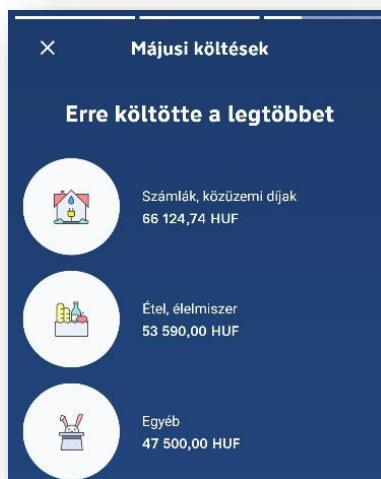 Májusi költések
Erre költötte a legtöbbet
Számlák, közüzemi díjak
66 124,74 HUF
Étel, élelmiszer
53 590,00 HUF
Egyéb
47 500,00 HUF